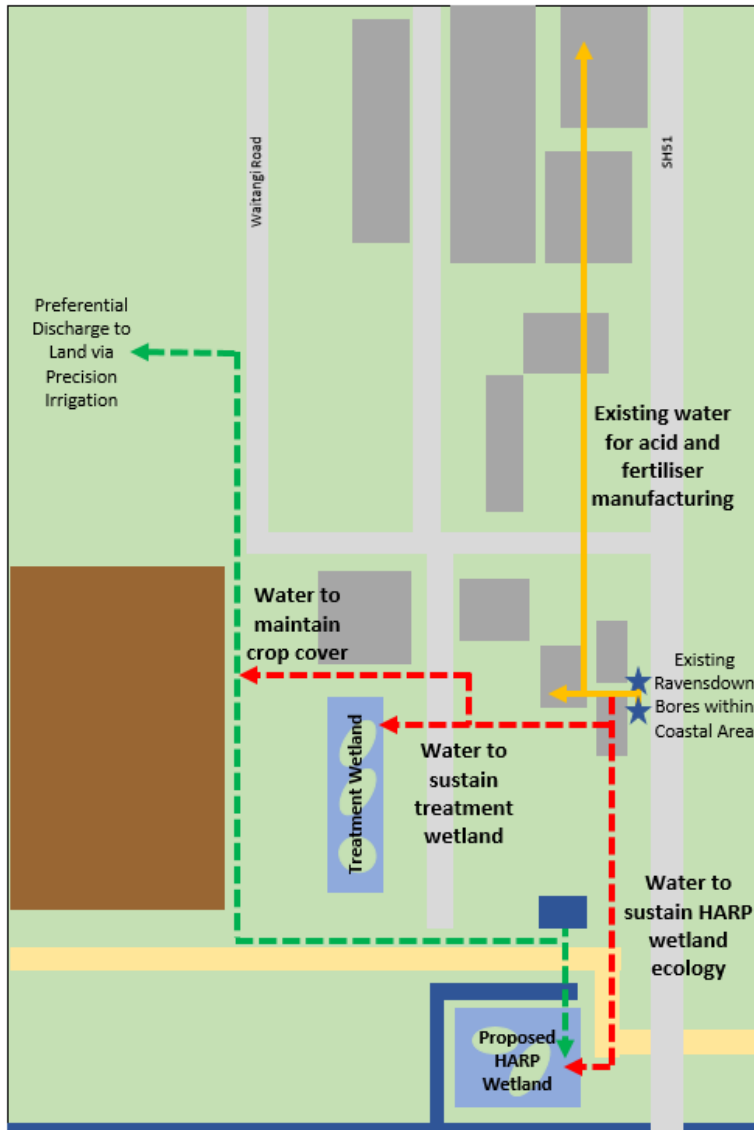 Waitangi Road
SH51
Preferential
Discharge to
Land via
Precision
Irrigation
Existing water
for acid and
fertiliser
manufacturing
Water to
maintain
crop cover
Existing
Ravensdown
Bores within
Coastal Area
Treatment Wetland
Water to
sustain
treatment
wetland
Water to
sustain HARP
wetland
ecology
Proposed
HARP
Wetland